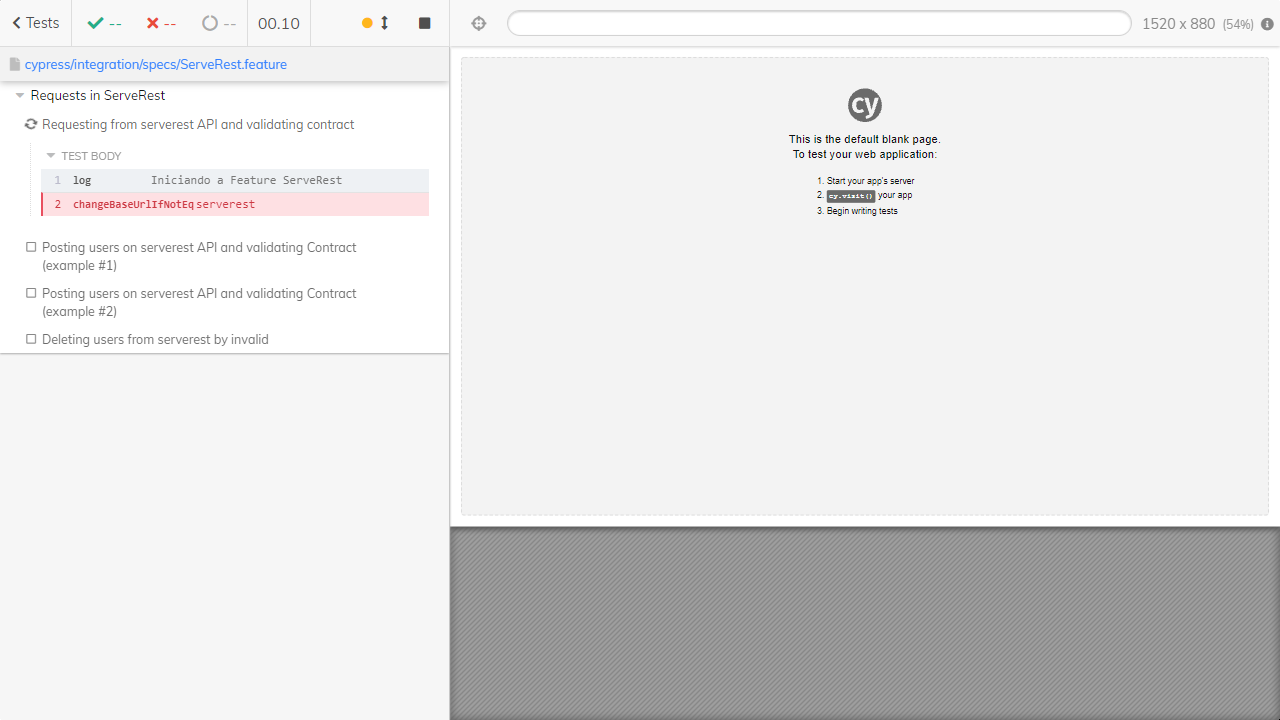 Tests -- -- -- 00.10 1520 x 880 (54%)
cypress/integration/specs/ServeRest.feature
Requests in ServeRest
Requesting from serverest API and validating contract
TEST BODY
1 log Iniciando a Feature ServeRest
2 changeBaseUrlIfNotEq serverest
Posting users on serverest API and validating Contract
(example #1)
Posting users on serverest API and validating Contract
(example #2)
Deleting users from serverest by invalid
cy
This is the default blank page.
To test your web application:
1. Start your app's server
2. cy.visit() your app
3. Begin writing tests